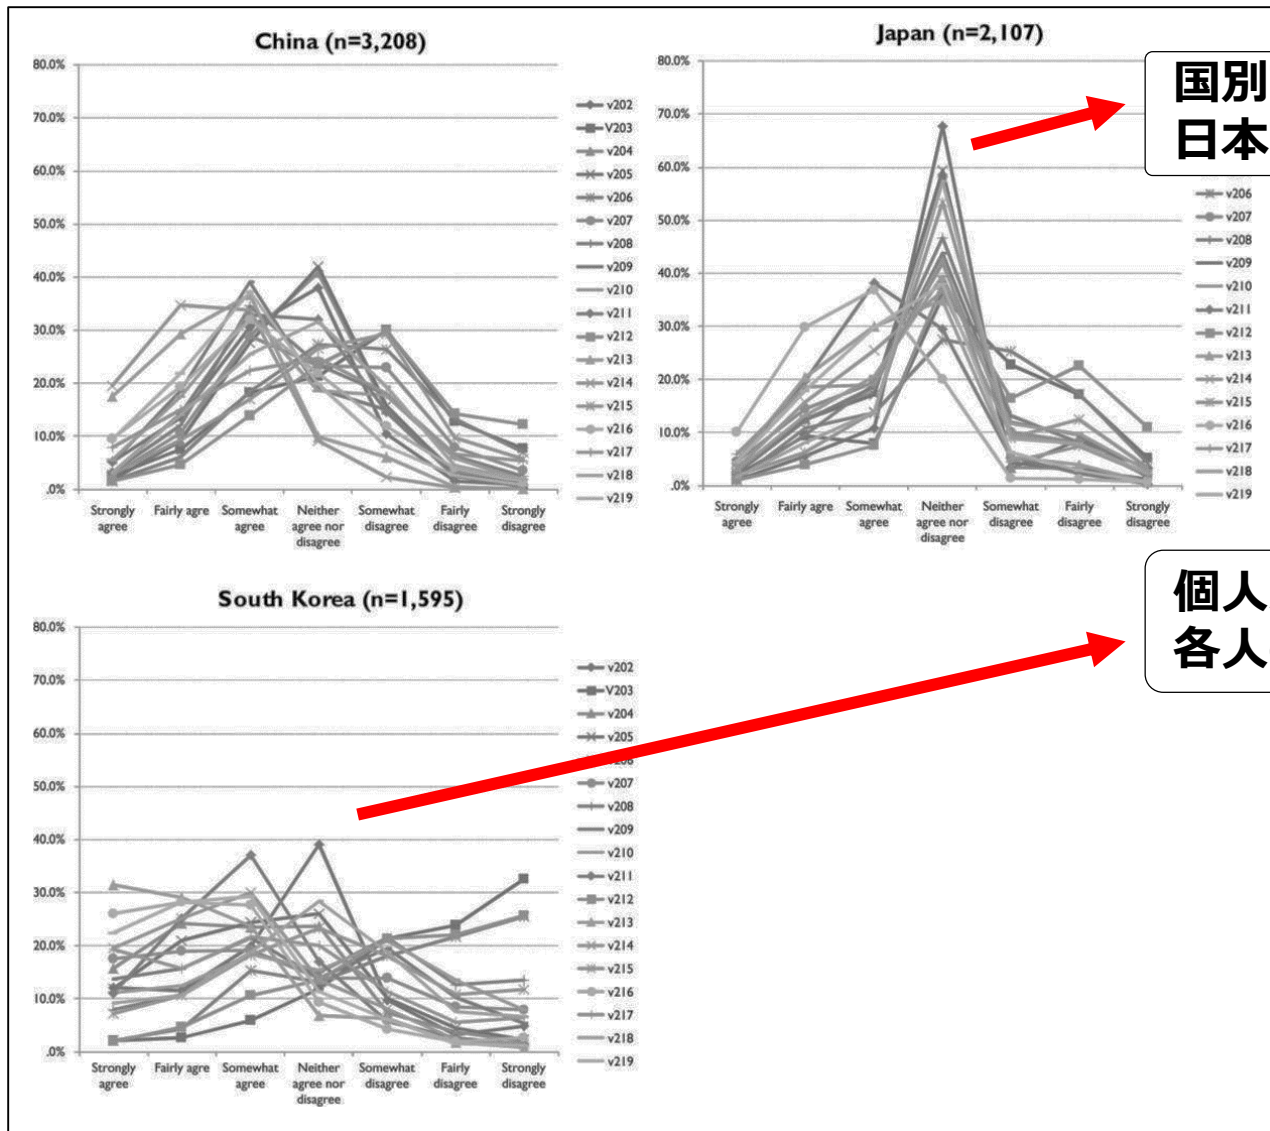 China (n=3,208)
80.0%
70.0%
60.0%
50.0%
40.0%
30.0%
20.0%
10.0%
.0%
Strongly
agree
Fairly agre
Somewhat
agree
Neither
agree nor
disagree
Somewhat
disagree
Fairly
disagree
Strongly
disagree
v202
V203
v204
v205
v206
v207
v208
v209
v210
v211
v212
v213
v214
v215
v216
v217
v218
v219
Japan (n=2,107)
80.0%
70.0%
60.0%
50.0%
40.0%
30.0%
20.0%
10.0%
.0%
Strongly
agree
Fairly agre
Somewhat
agree
Neither
agree nor
disagree
Somewhat
disagree
Fairly
disagree
Strongly
disagree
国別
日本
v206
v207
v208
v209
v210
v211
v212
v213
v214
v215
v216
v217
v218
v219
South Korea (n=1,595)
80.0%
70.0%
60.0%
50.0%
40.0%
30.0%
20.0%
10.0%
.0%
Strongly
agree
Fairly agre
Somewhat
agree
Neither
agree nor
disagree
Somewhat
disagree
Fairly
disagree
Strongly
disagree
v202
V203
v204
v205
v207
v208
v209
v210
v211
v212
v213
v214
v215
v216
v217
v218
v219
個人
各人